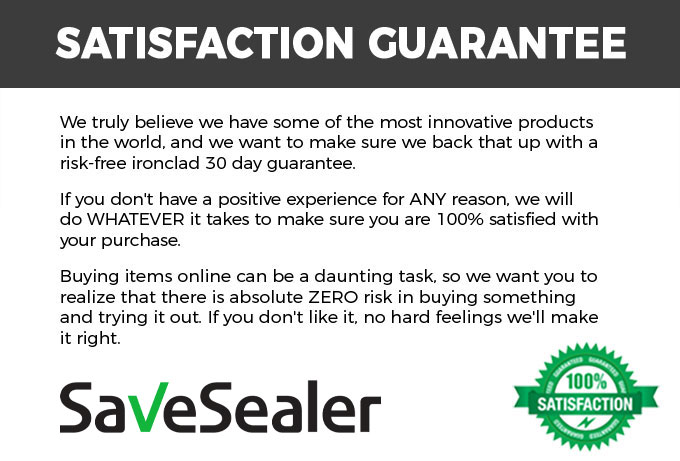 SATISFACTION GUARANTEE
We truly believe we have some of the most innovative products
in the world, and we want to make sure we back that up with a
risk-free ironclad 30 day guarantee.
If you don't have a positive experience for ANY reason, we will
do WHATEVER it takes to make sure you are 100% satisfied with
your purchase.
Buying items online can be a daunting task, so we want you to
realize that there is absolute ZERO risk in buying something
and trying it out. If you don't like it, no hard feelings we'll make
it right.
SaveSealer
GUARANTEED GUARANTEED
100%
SATISFACTION
GUARANTEED